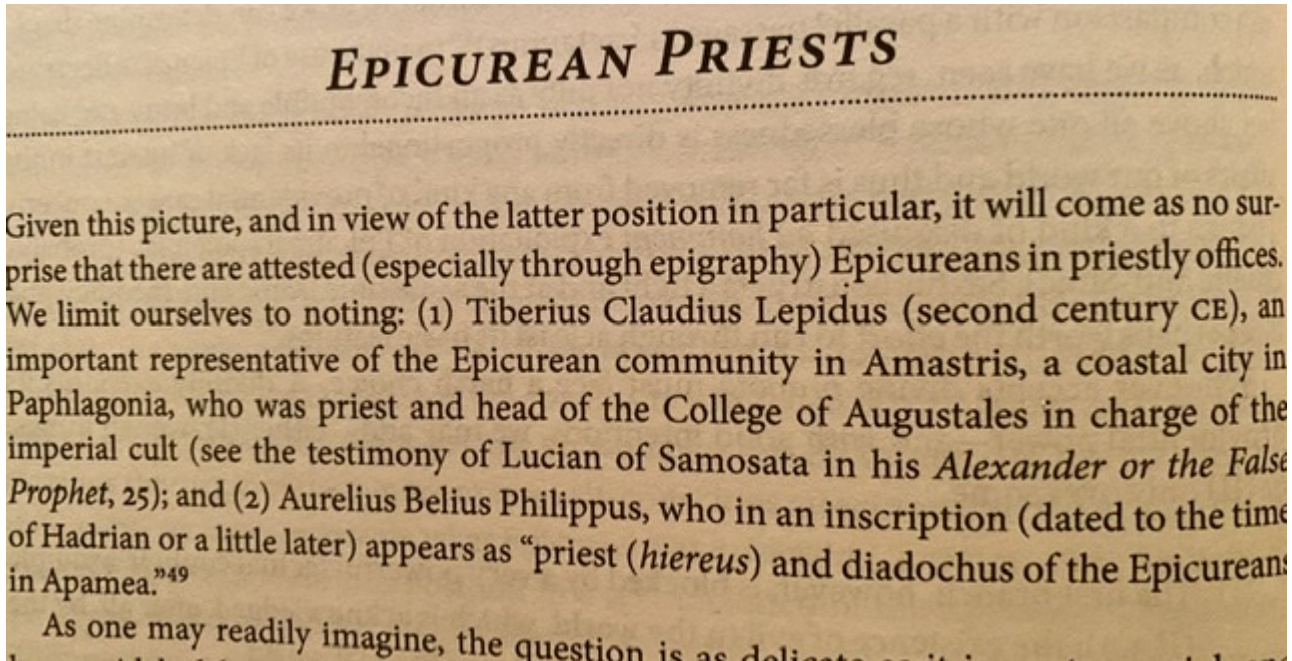 EPICUREAN PRIESTS
Given this picture, and in view of the latter position in particular, it will come as no sur-
prise that there are attested (especially through epigraphy) Epicureans in priestly offices.
We limit ourselves to noting: (1) Tiberius Claudius Lepidus (second century CE), an
important representative of the Epicurean community in Amastris, a coastal city in
Paphlagonia, who was priest and head of the College of Augustales in charge of the
imperial cult (see the testimony of Lucian of Samosata in his Alexander or the False
Prophet, 25); and (2) Aurelius Belius Philippus, who in an inscription (dated to the time
of Hadrian or a little later) appears as “priest (hiereus) and diadochus of the Epicureans
in Apamea.”49
As one may readily imagine, the question is as delicate